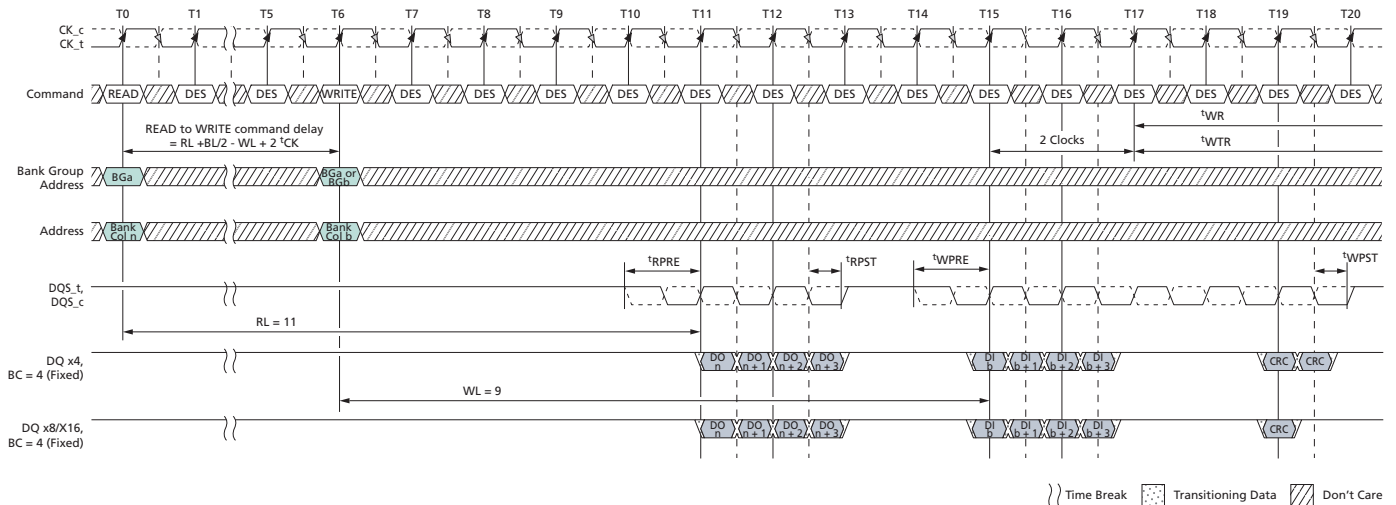 T0 T1 T5 T6 T7 T8 T9 T10 T11 T12 T13 T14 T15 T16 T17 T18 T19 T20
CK_c
CK_t
Command READ DES DES WRITE DES DES DES DES DES DES DES DES DES DES DES DES DES DES
READ to WRITE command delay
= RL +BL/2 - WL + 2 tCK
tWR
2 Clocks
tWTR
Bank Group
Address
BGa
BGa or
BGb
Address
Bank
Col n
Bank
Col b
tRPRE
tRPST
tWPRE
tWPST
DQS_t,
DQS_c
RL = 11
DQ x4,
BC = 4 (Fixed)
DO
n
DO
n + 1
DO
n + 2
DO
n + 3
DI
b
DI
b + 1
DI
b + 2
DI
b + 3
CRC
CRC
WL = 9
DQ x8/X16,
BC = 4 (Fixed)
DO
n
DO
n + 1
DO
n + 2
DO
n + 3
DI
b
DI
b + 1
DI
b + 2
DI
b + 3
CRC
Time Break Transitioning Data Don't Care